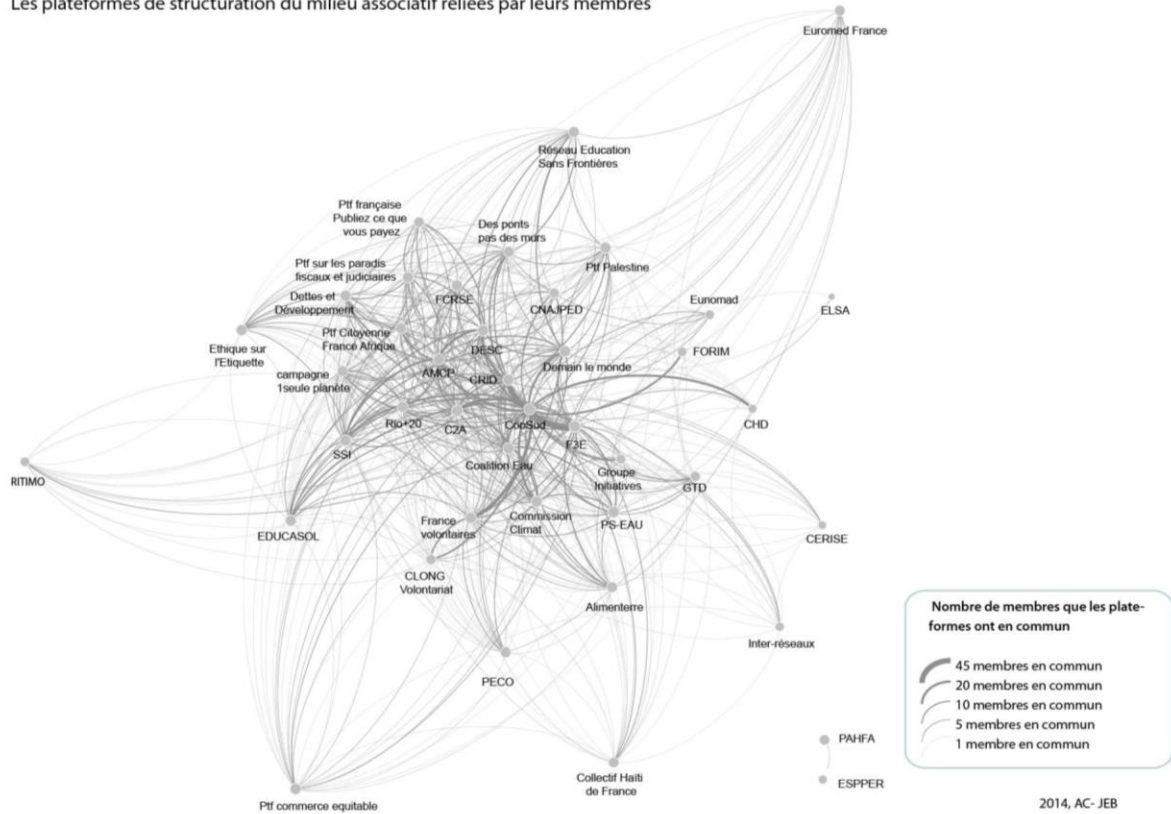 Les plateformes de structuration du milieu associatif reliées par leurs membres
Euromed France
Réseau Education
Sans Frontières
Ptf française
Publiez ce que
vous payez
Des ponts
pas des murs
Ptf Palestine
Ptf sur les paradis
fiscaux et judiciaires
Dettes et
Développement
FCRSE
CNAJPED
Eunomad
ELSA
Ethique sur
l'Etiquette
Ptf Citoyenne
France Afrique
DESC
FORIM
campagne
1seule planète
AMCP
CRID
Demain le monde
Rio+20
C2A
CooSud
CHD
F3E
SSI
Coalition Eau
Groupe
Initiatives
GTD
RITIMO
EDUCASOL
France
volontaires
Commission
Climat
PS-EAU
CERISE
CLONG
Volontariat
Alimenterre
Inter-réseaux
PECO
PAHFA
ESPPER
Collectif Haïti
de France
Ptf commerce equitable
Nombre de membres que les plate-
formes ont en commun
45 membres en commun
20 membres en commun
10 membres en commun
5 membres en commun
1 membre en commun
2014, AC- JEB